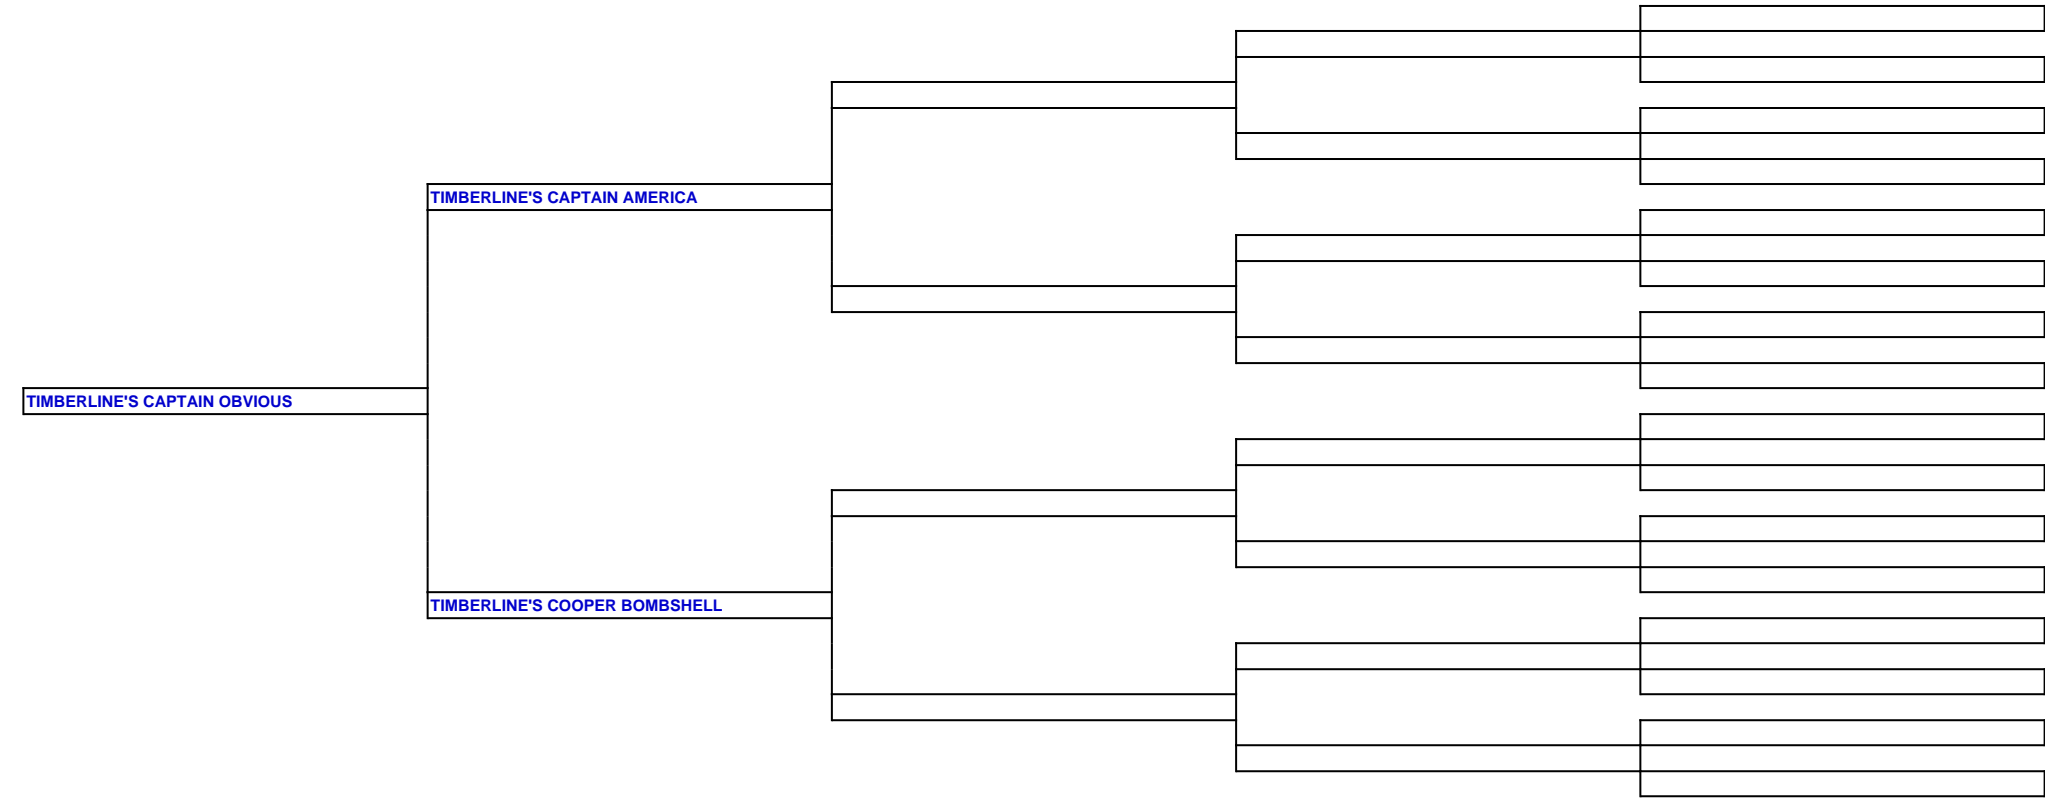 TIMBERLINE'S CAPTAIN AMERICA
TIMBERLINE'S CAPTAIN OBVIOUS
TIMBERLINE'S COOPER BOMBSHELL